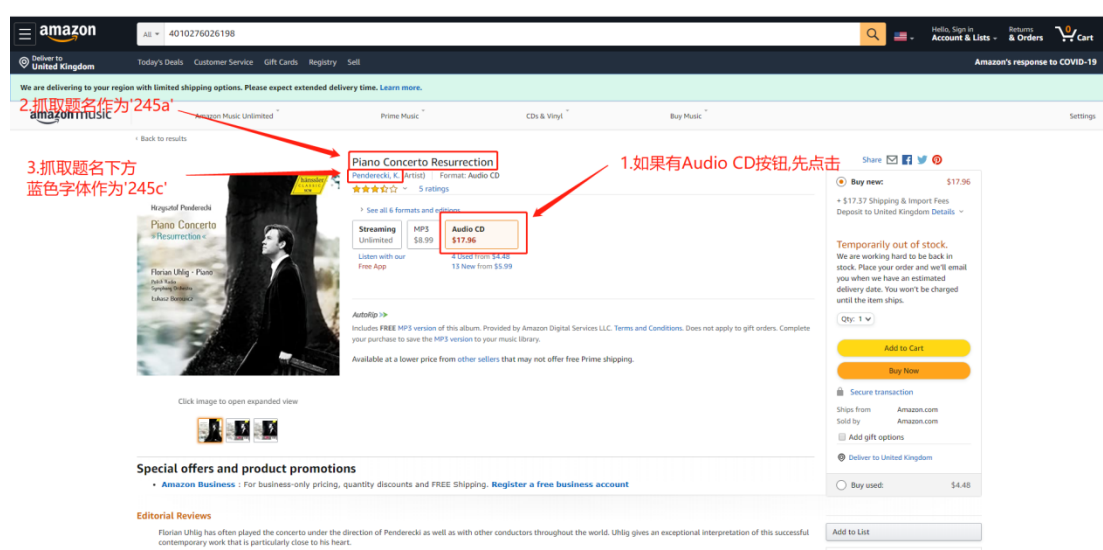 amazon
All
4010276026198
Hello, Sign in
Account & Lists
Returns
& Orders
0
Cart
Deliver to
United Kingdom
Today's Deals Customer Service Gift Cards Registry Sell
Amazon's response to COVID-19
We are delivering to your region with limited shipping options. Please expect extended delivery time. Learn more.
2.抓取题名作为'245a'
amazon music
Amazon Music Unlimited
Prime Music
CDs & Vinyl
Buy Music
Settings
‹ Back to results
3.抓取题名下方
蓝色字体作为'245c'
1.如果有Audio CD按钮,先点击
Piano Concerto Resurrection
Penderecki, K. (Artist) Format: Audio CD
5 ratings
› See all 6 formats and editions
Streaming
Unlimited
MP3
$8.99
Audio CD
$17.96
Listen with our
Free App
4 Used from $4.48
13 New from $5.99
AutoRip
Includes FREE MP3 version of this album. Provided by Amazon Digital Services LLC. Terms and Conditions. Does not apply to gift orders. Complete
your purchase to save the MP3 version to your music library.
Available at a lower price from other sellers that may not offer free Prime shipping.
hänssler
CLASSIC
Krzysztof Penderecki
Piano Concerto
>Resurrection<
Florian Uhlig - Piano
Polish Radio
Symphony Orchestra
Łukasz Borowicz
Click image to open expanded view
Share
Buy new:
$17.96
+ $17.37 Shipping & Import Fees
Deposit to United Kingdom Details
Temporarily out of stock.
We are working hard to be back in
stock. Place your order and we'll email
you when we have an estimated
delivery date. You won't be charged
until the item ships.
Qty: 1
Add to Cart
Buy Now
Secure transaction
Ships from Amazon.com
Sold by Amazon.com
Add gift options
Deliver to United Kingdom
Buy used:
$4.48
Add to List
Special offers and product promotions
• Amazon Business : For business-only pricing, quantity discounts and FREE Shipping. Register a free business account
Editorial Reviews
Florian Uhlig has often played the concerto under the direction of Penderecki as well as with other conductors throughout the world. Uhlig gives an exceptional interpretation of this successful
contemporary work that is particularly close to his heart.